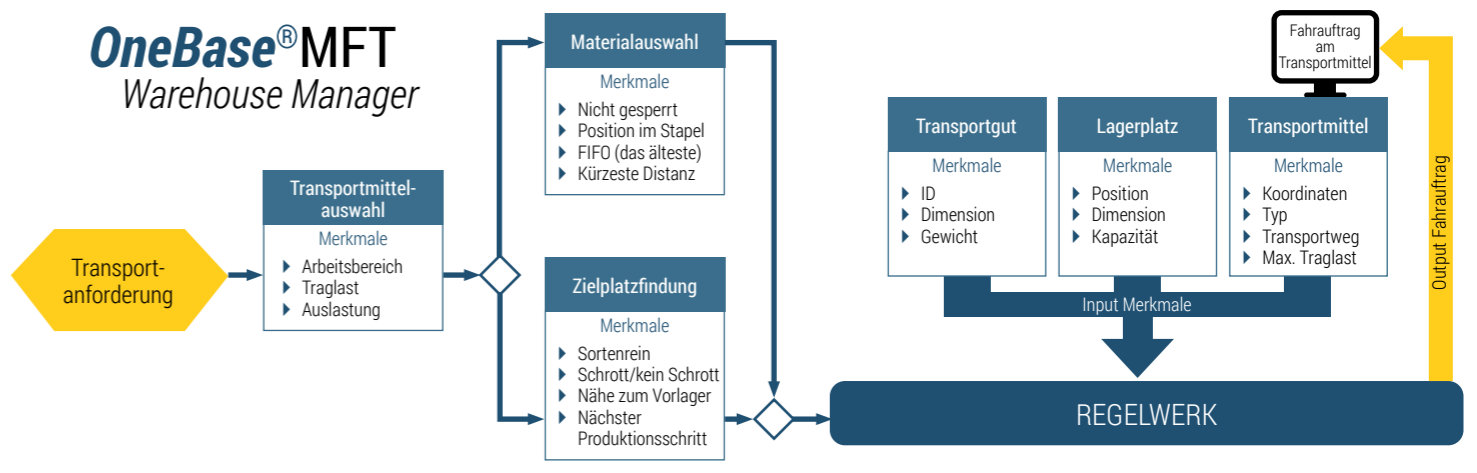 OneBase® MFT
Warehouse Manager
Transport-
anforderung
Transportmittel-
auswahl
Merkmale
Arbeitsbereich
Traglast
Auslastung
Materialauswahl
Merkmale
Nicht gesperrt
Position im Stapel
FIFO (das älteste)
Kürzeste Distanz
Zielplatzfindung
Merkmale
Sortenrein
Schrott/kein Schrott
Nähe zum Vorlager
Nächster
Produktionsschritt
Transportgut
Merkmale
ID
Dimension
Gewicht
Lagerplatz
Merkmale
Position
Dimension
Kapazität
Fahrauftrag
am
Transportmittel
Transportmittel
Merkmale
Koordinaten
Typ
Transportweg
Max. Traglast
Input Merkmale
REGELWERK
Output Fahrauftrag